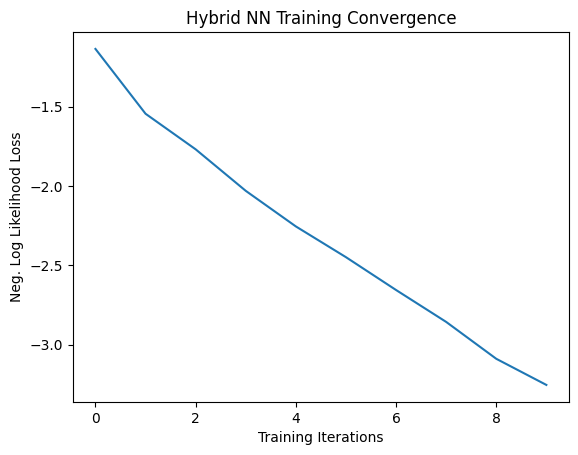 Hybrid NN Training Convergence
Neg. Log Likelihood Loss
−1.5
−2.0
−2.5
−3.0
0 2 4 6 8
Training Iterations